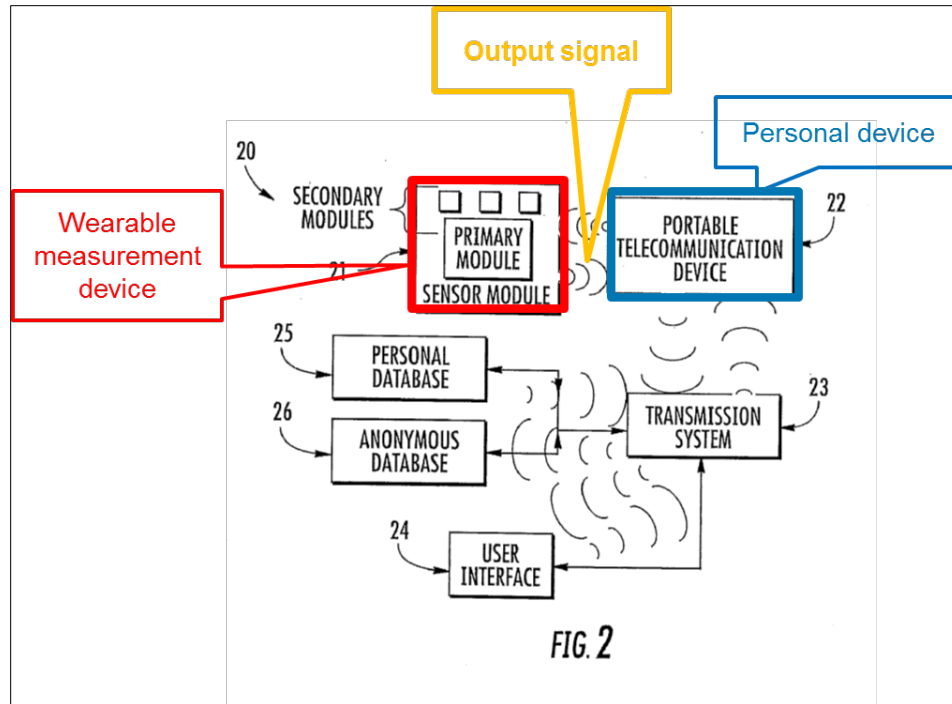 Output signal
Personal device
20
SECONDARY
MODULES
22
PORTABLE
TELECOMMUNICATION
DEVICE
Wearable
measurement
device
PRIMARY
MODULE
21
SENSOR MODULE
25
PERSONAL
DATABASE
23
26
TRANSMISSION
SYSTEM
ANONYMOUS
DATABASE
24
USER
INTERFACE
FIG. 2